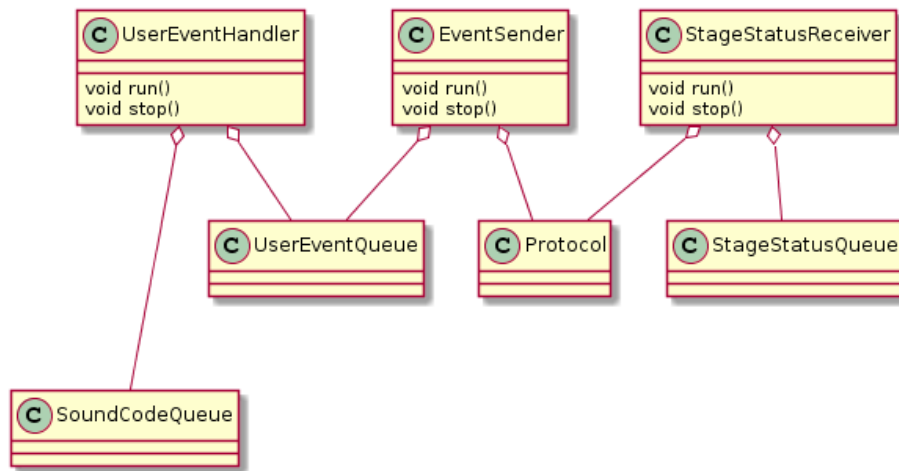 C UserEventHandler
void run()
void stop()
C EventSender
void run()
void stop()
C StageStatusReceiver
void run()
void stop()
C UserEventQueue
C Protocol
C StageStatusQueue
C SoundCodeQueue